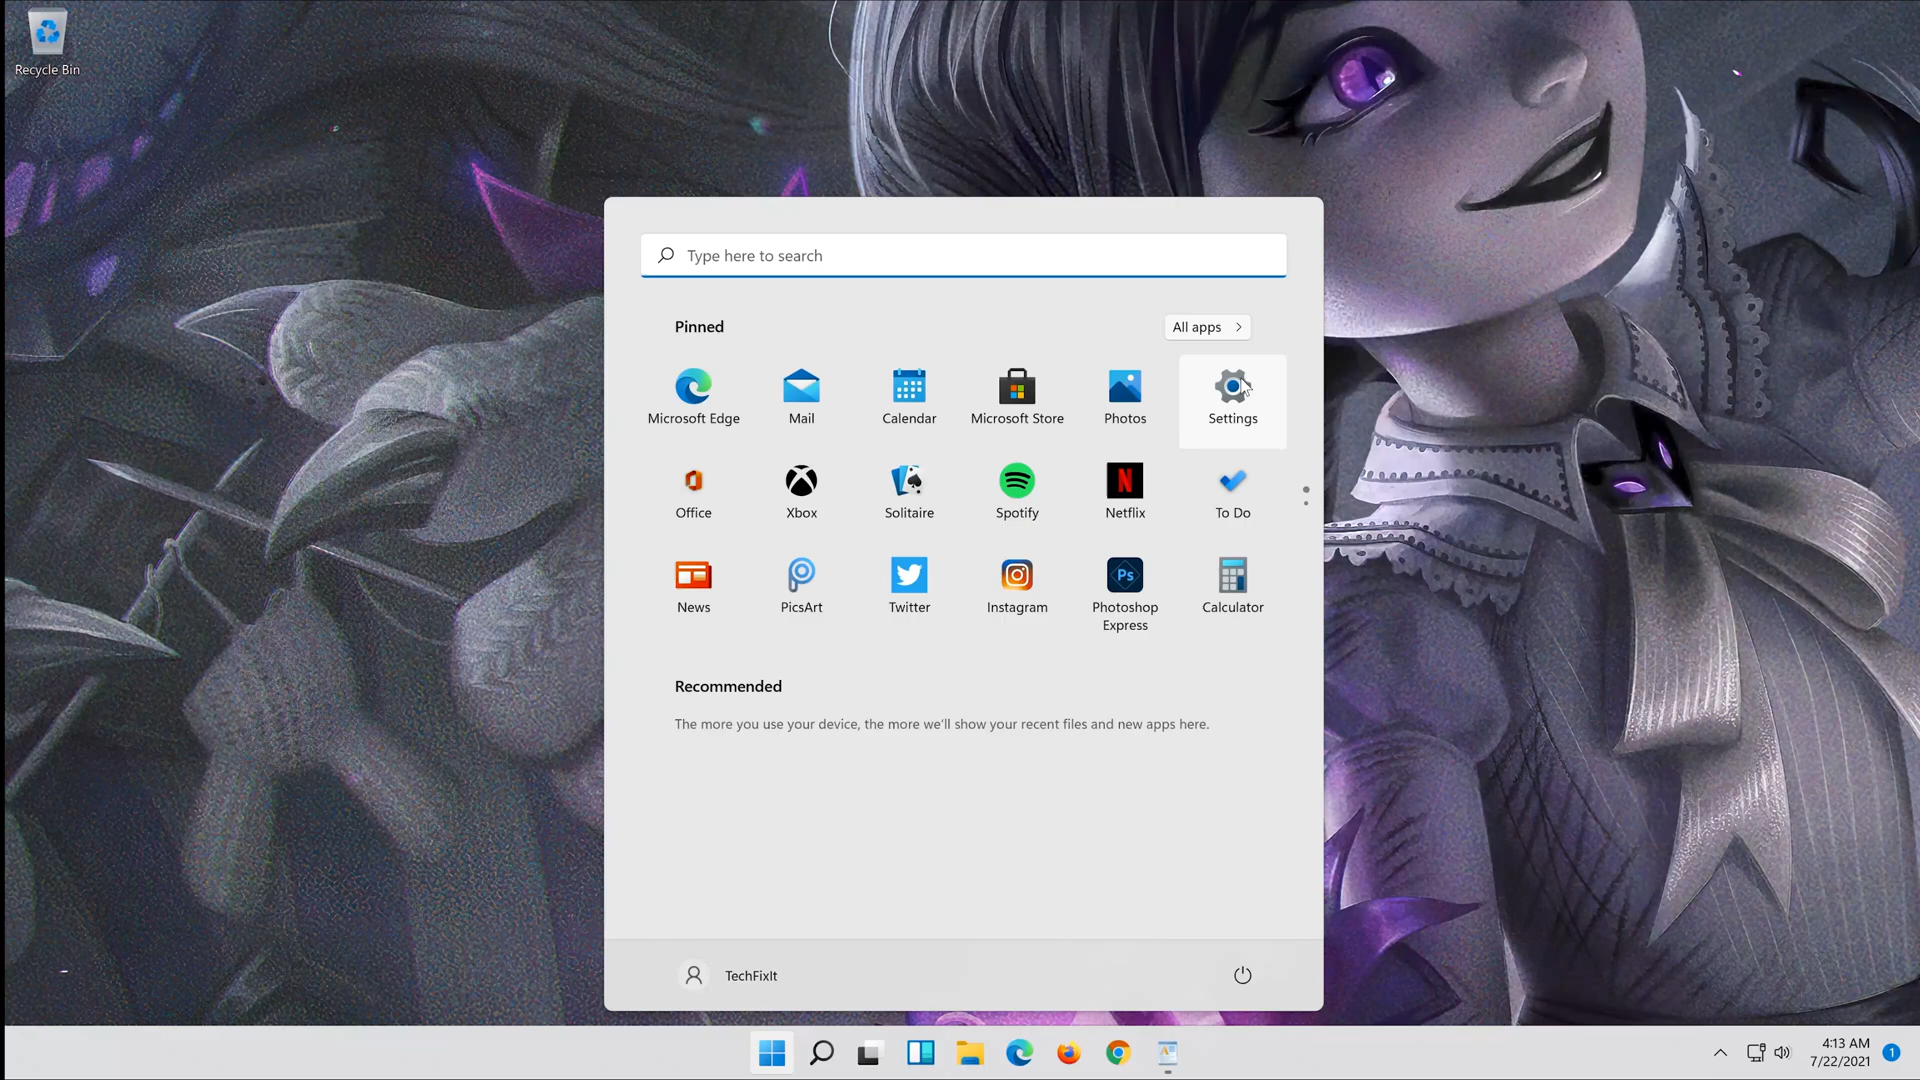 Recycle Bin
Type here to search
Pinned
All apps
Microsoft Edge
Mail
Calendar
Microsoft Store
Photos
Settings
Office
Xbox
Solitaire
Spotify
N
Netflix
To Do
News
PicsArt
Twitter
Instagram
Ps
Photoshop
Express
Calculator
Recommended
The more you use your device, the more we'll show your recent files and new apps here.
TechFixIt
4:13 AM
7/22/2021
1